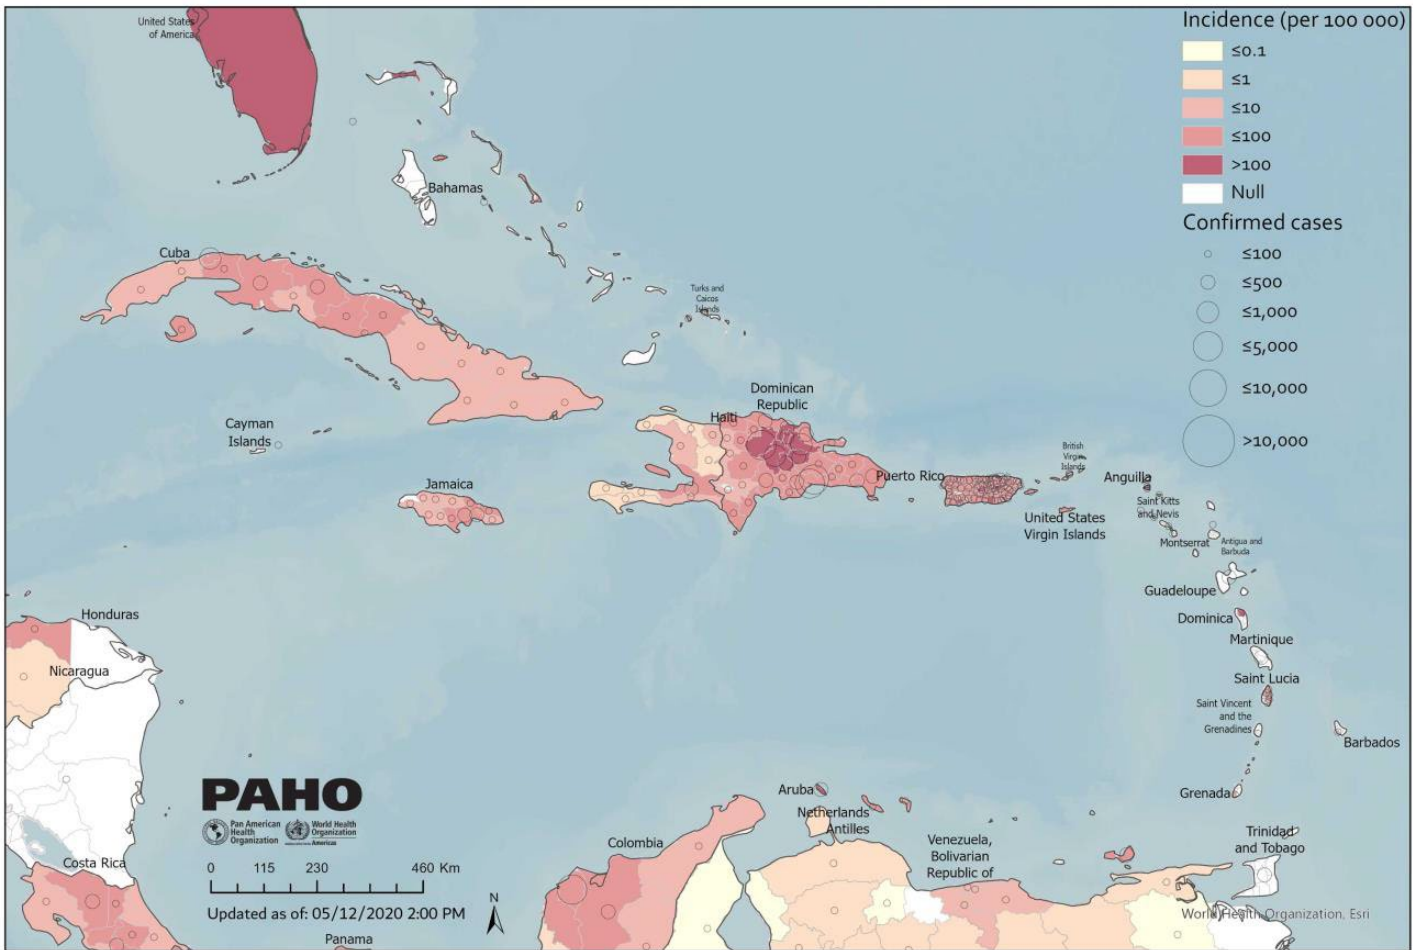 United States
of America
Incidence (per 100 000)
≤0.1
≤1
≤10
≤100
>100
Null
Confirmed cases
≤100
≤500
≤1,000
≤5,000
≤10,000
>10,000
Bahamas
Cuba
Turks and
Caicos
Islands
Dominican
Republic
Haiti
Cayman
Islands
Jamaica
Puerto Rico
British
Virgin
Islands
Anguilla
Saint Kitts
and Nevis
United States
Virgin Islands
Montserrat
Antigua and
Barbuda
Guadeloupe
Dominica
Martinique
Saint Lucia
Saint Vincent
and the
Grenadines
Barbados
Grenada
Trinidad
and Tobago
Honduras
Nicaragua
Costa Rica
Panama
Colombia
Aruba
Netherlands
Antilles
Venezuela,
Bolivarian
Republic of
PAHO
Pan American
Health
Organization
World Health
Organization
Americas
0 115 230 460 Km
Updated as of: 05/12/2020 2:00 PM
N
World Health Organization, Esri